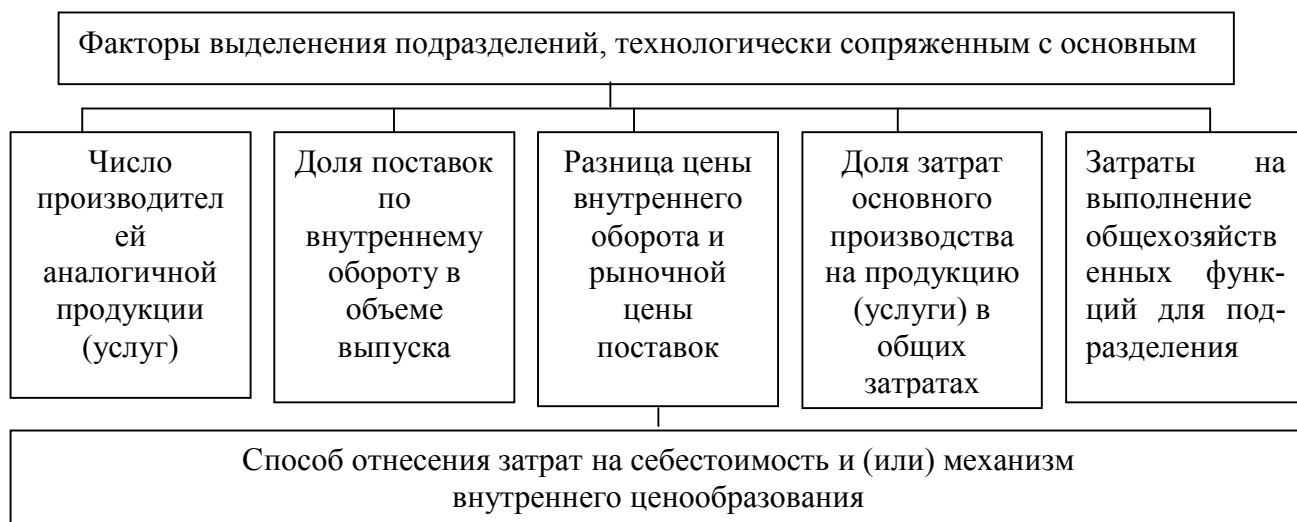 Факторы выделенения подразделений, технологически сопряженным с основным
Число
производител
ей
аналогичной
продукции
(услуг)
Доля поставок
по
внутреннему
обороту в
объеме
выпуска
Разница цены
внутреннего
оборота и
рыночной
цены
поставок
Доля затрат
основного
производства
на продукцию
(услуги) в
общих
затратах
Затраты на
выполнение
общехозяйств
енных функ-
ций для под-
разделения
Способ отнесения затрат на себестоимость и (или) механизм
внутреннего ценообразования